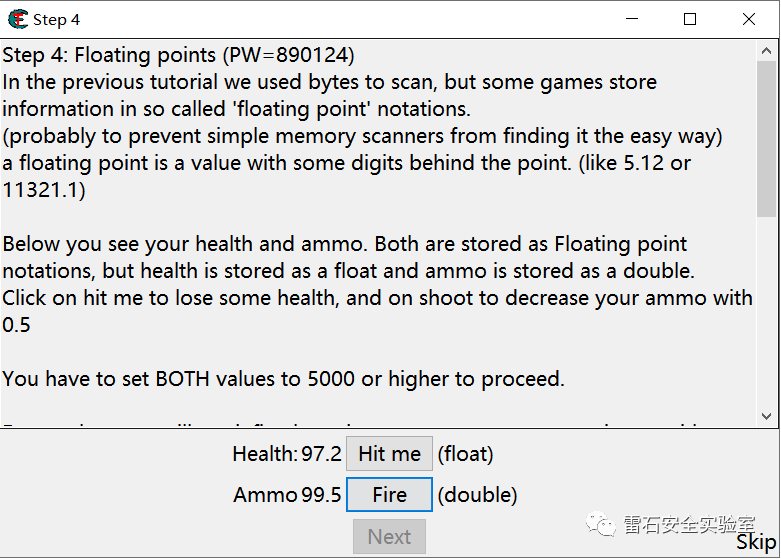 Step 4
Step 4: Floating points (PW=890124)
In the previous tutorial we used bytes to scan, but some games store
information in so called 'floating point' notations.
(probably to prevent simple memory scanners from finding it the easy way)
a floating point is a value with some digits behind the point. (like 5.12 or
11321.1)
Below you see your health and ammo. Both are stored as Floating point
notations, but health is stored as a float and ammo is stored as a double.
Click on hit me to lose some health, and on shoot to decrease your ammo with
0.5
You have to set BOTH values to 5000 or higher to proceed.
Health: 97.2 Hit me (float)
Ammo 99.5 Fire (double)
Next
雷石安全实验室
Skip